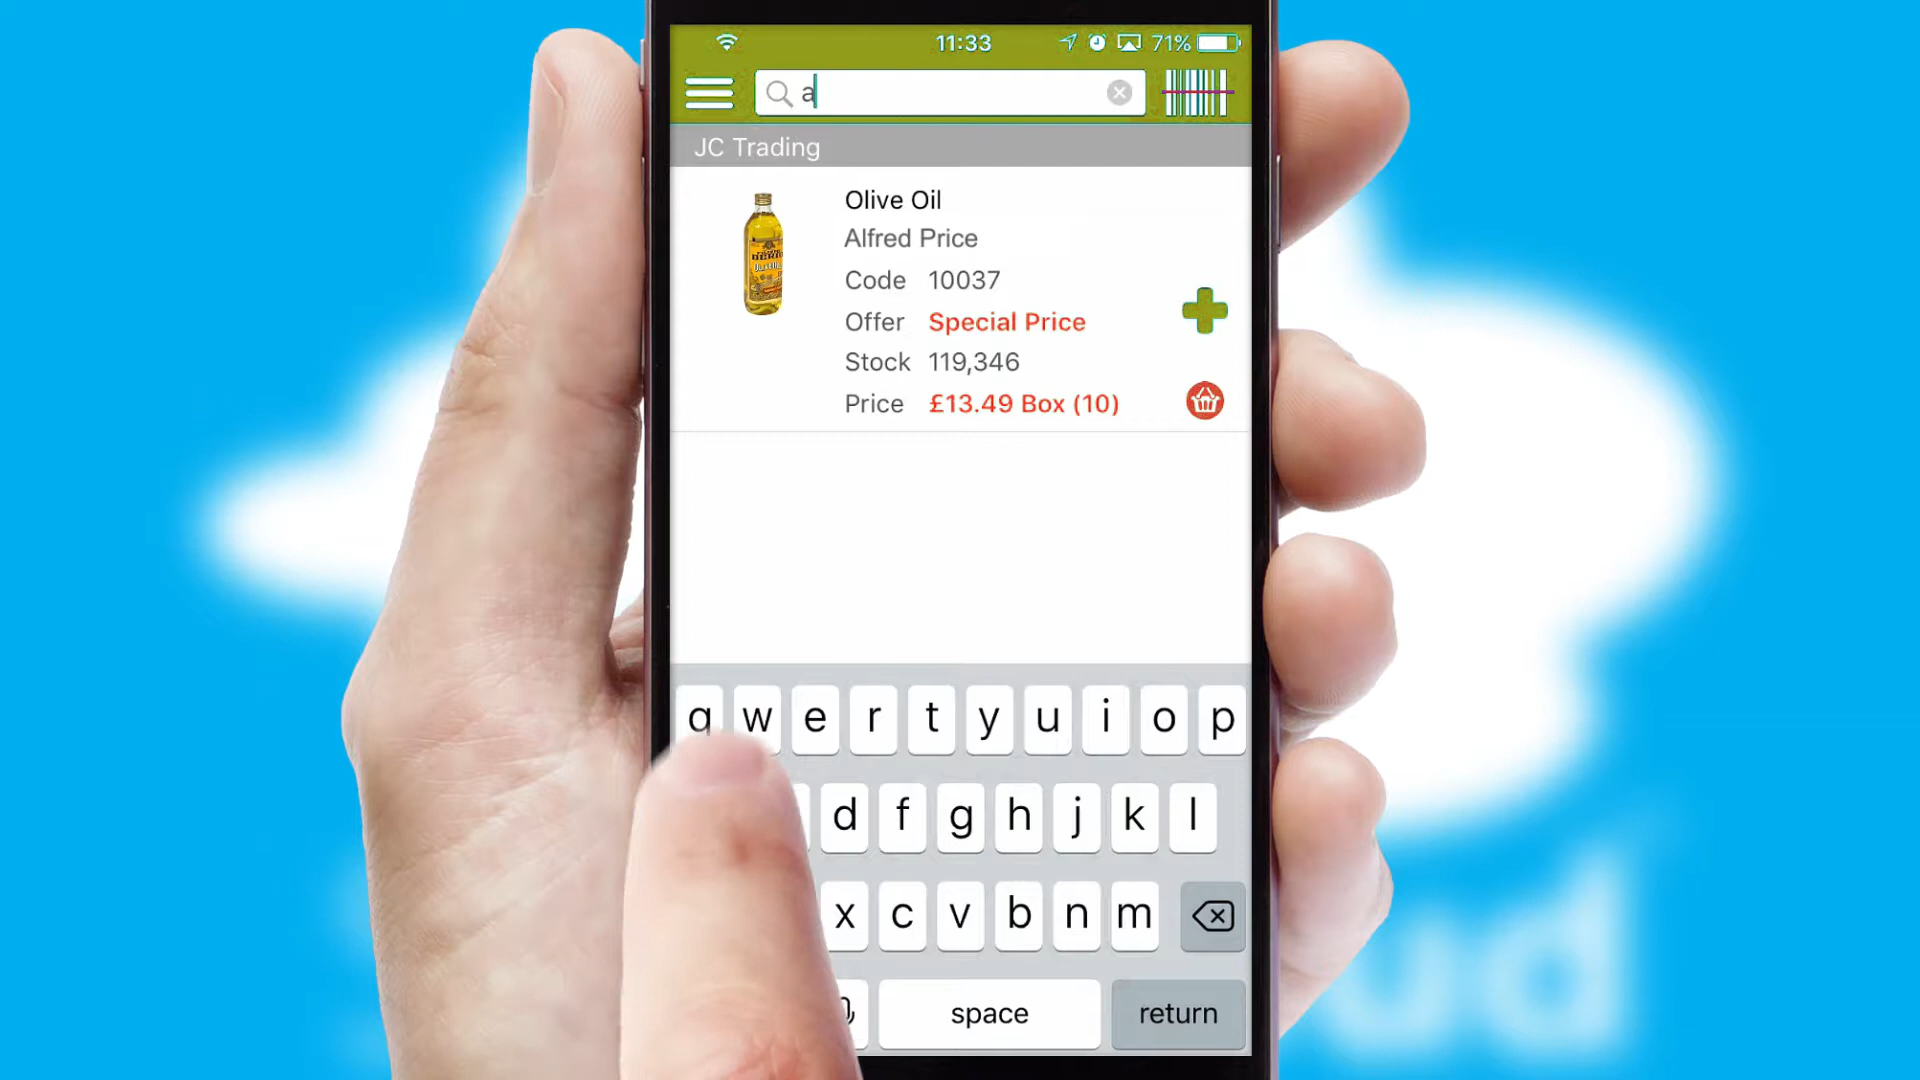 11:33
71%
a
JC Trading
Olive Oil
Alfred Price
Code 10037
Offer Special Price
Stock 119,346
Price £13.49 Box (10)
q w e r t y u i o p
d f g h j k l
x c v b n m
space return